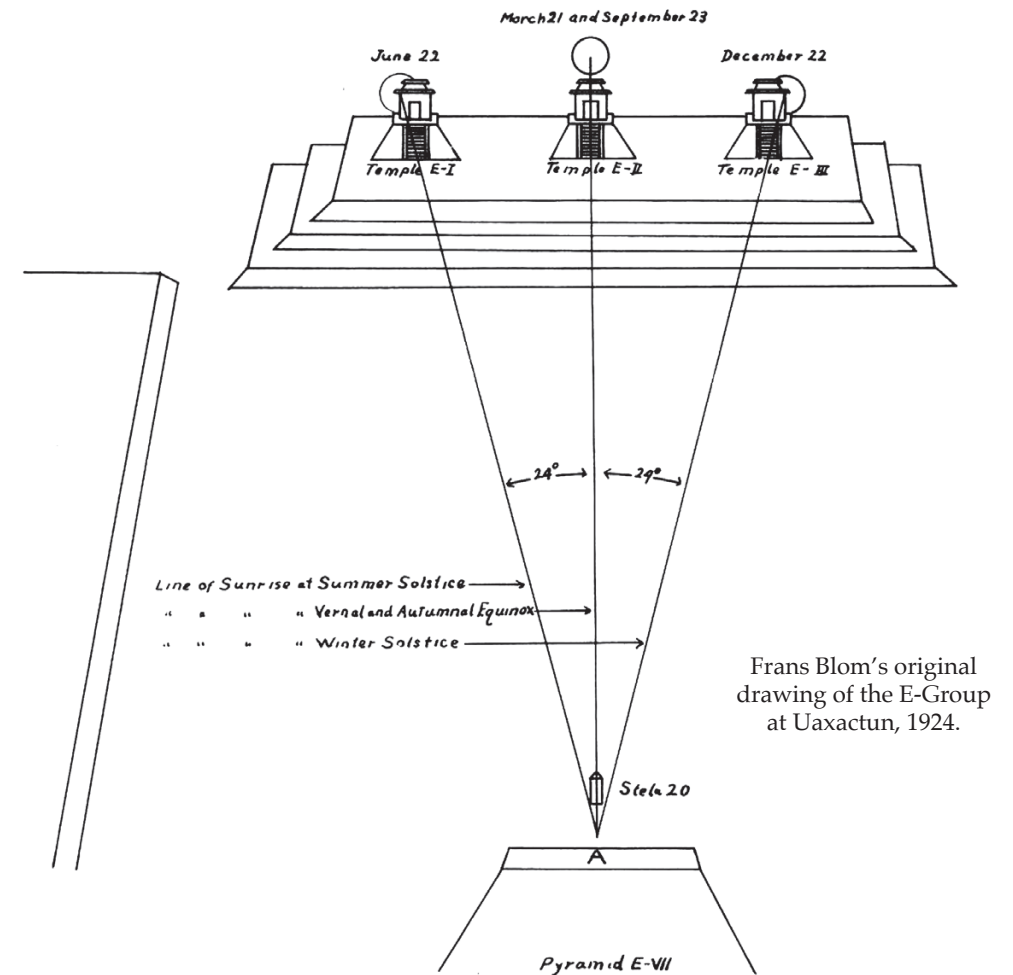 March 21 and September 23
June 22
December 22
Temple E-I
Temple E-II
Temple E-III
24° 24°
Line of Sunrise at Summer Solstice
" " " " Vernal and Autumnal Equinox
" " " " Winter Solstice
Frans Blom's original
drawing of the E-Group
at Uaxactun, 1924.
Stela 20
A
Pyramid E-VII